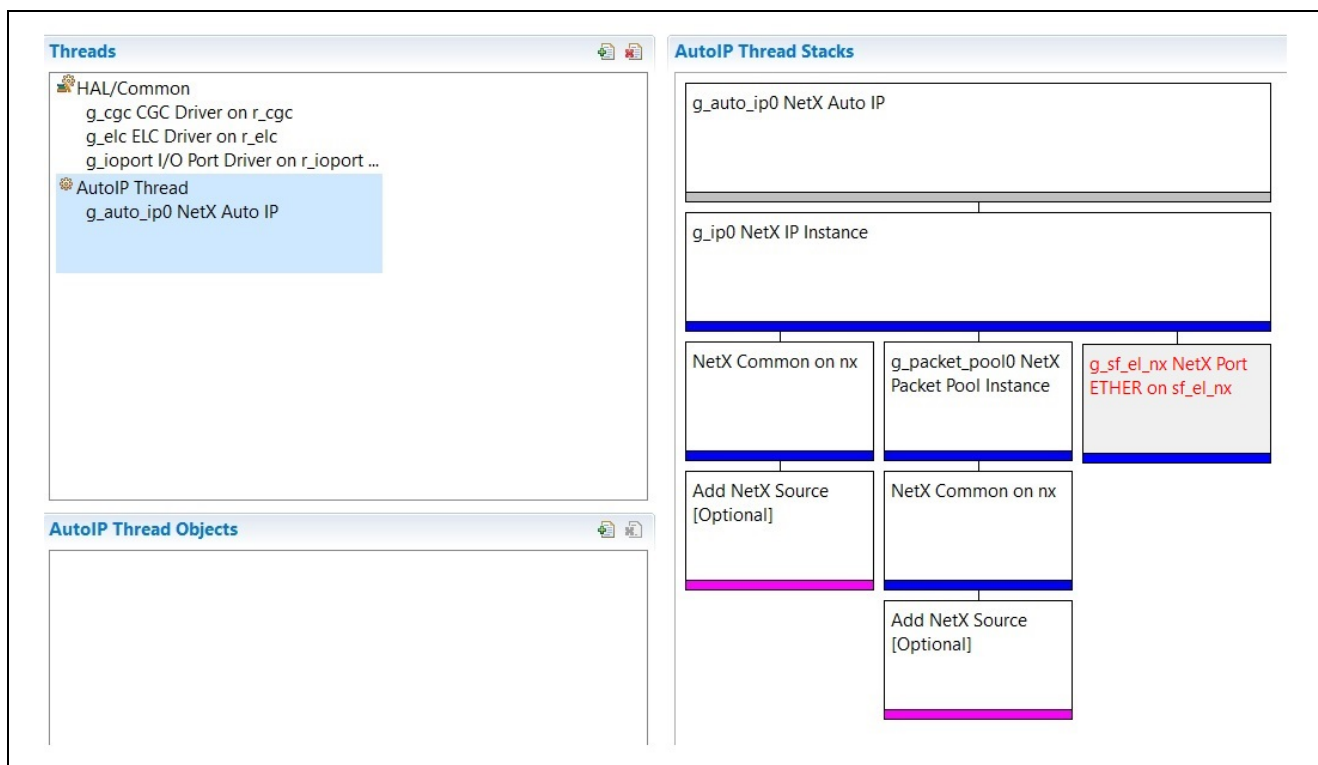 Threads
HAL/Common
g_cgc CGC Driver on r_cgc
g_elc ELC Driver on r_elc
g_ioport I/O Port Driver on r_ioport ...
AutoIP Thread
g_auto_ip0 NetX Auto IP
AutoIP Thread Objects
AutoIP Thread Stacks
g_auto_ip0 NetX Auto IP
g_ip0 NetX IP Instance
NetX Common on nx
g_packet_pool0 NetX
Packet Pool Instance
g_sf_el_nx NetX Port
ETHER on sf_el_nx
Add NetX Source
[Optional]
NetX Common on nx
Add NetX Source
[Optional]